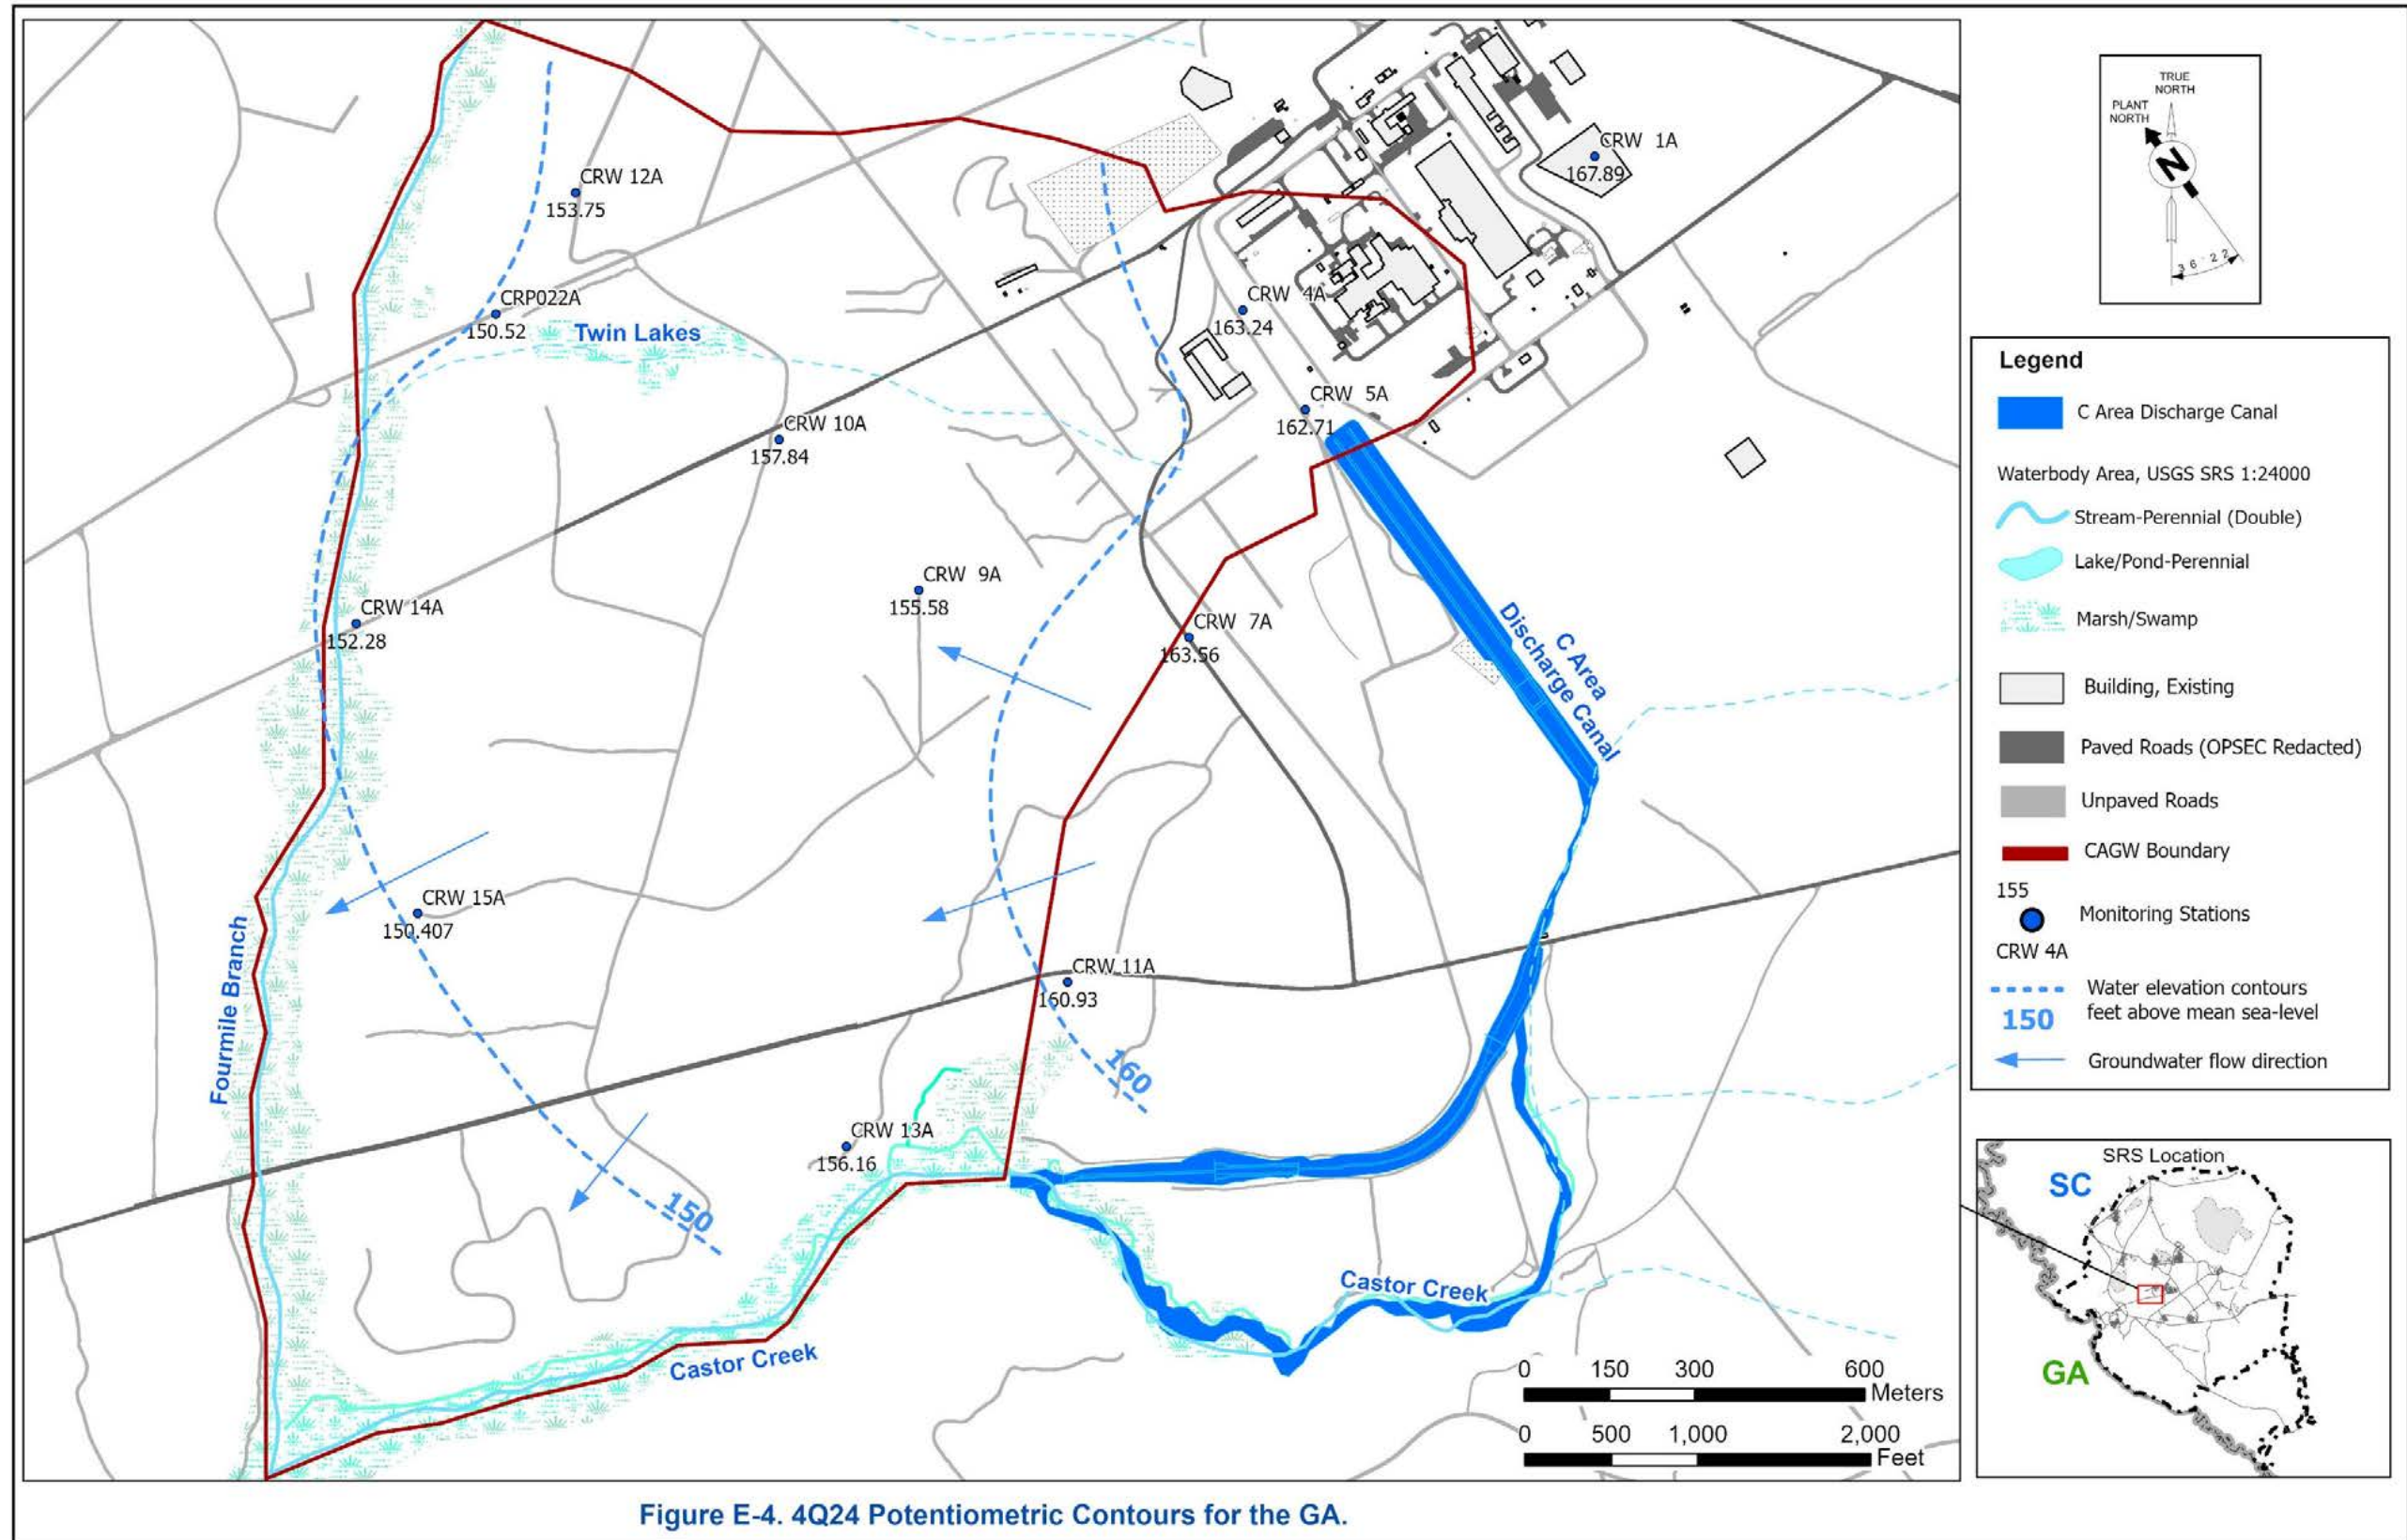 CRW 1A
167.89
CRW 12A
153.75
CRP022A
150.52
Twin Lakes
CRW 4A
163.24
CRW 5A
162.71
CRW 10A
157.84
CRW 9A
155.58
CRW 14A
152.28
CRW 7A
163.56
C Area
Discharge Canal
CRW 15A
150.407
Fourmile Branch
CRW 11A
160.93
160
CRW 13A
156.16
150
Castor Creek
Castor Creek
0 150 300 600
Meters
0 500 1,000 2,000
Feet
TRUE
NORTH
PLANT
NORTH
N
36 22
Legend
C Area Discharge Canal
Waterbody Area, USGS SRS 1:24000
Stream-Perennial (Double)
Lake/Pond-Perennial
Marsh/Swamp
Building, Existing
Paved Roads (OPSEC Redacted)
Unpaved Roads
CAGW Boundary
155
Monitoring Stations
CRW 4A
Water elevation contours
150 feet above mean sea-level
Groundwater flow direction
SRS Location
SC
GA
Figure E-4. 4Q24 Potentiometric Contours for the GA.